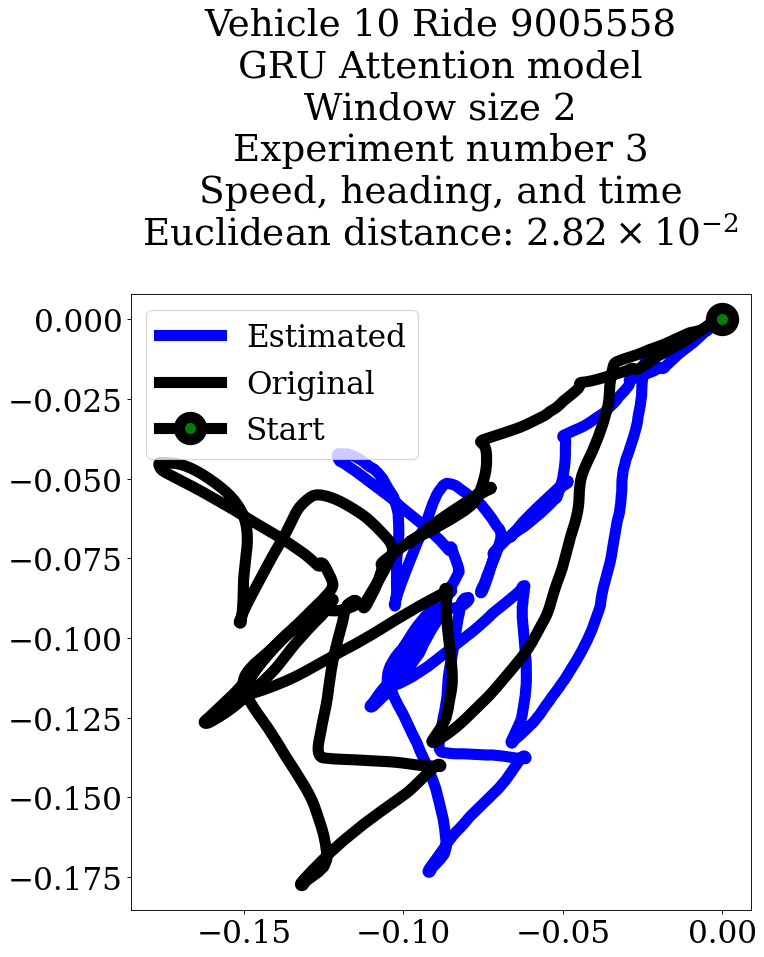 Vehicle 10 Ride 9005558
GRU Attention model
Window size 2
Experiment number 3
Speed, heading, and time
Euclidean distance: 2.82 × 10⁻²
Estimated
Original
Start
0.000
−0.025
−0.050
−0.075
−0.100
−0.125
−0.150
−0.175
−0.15 −0.10 −0.05 0.00